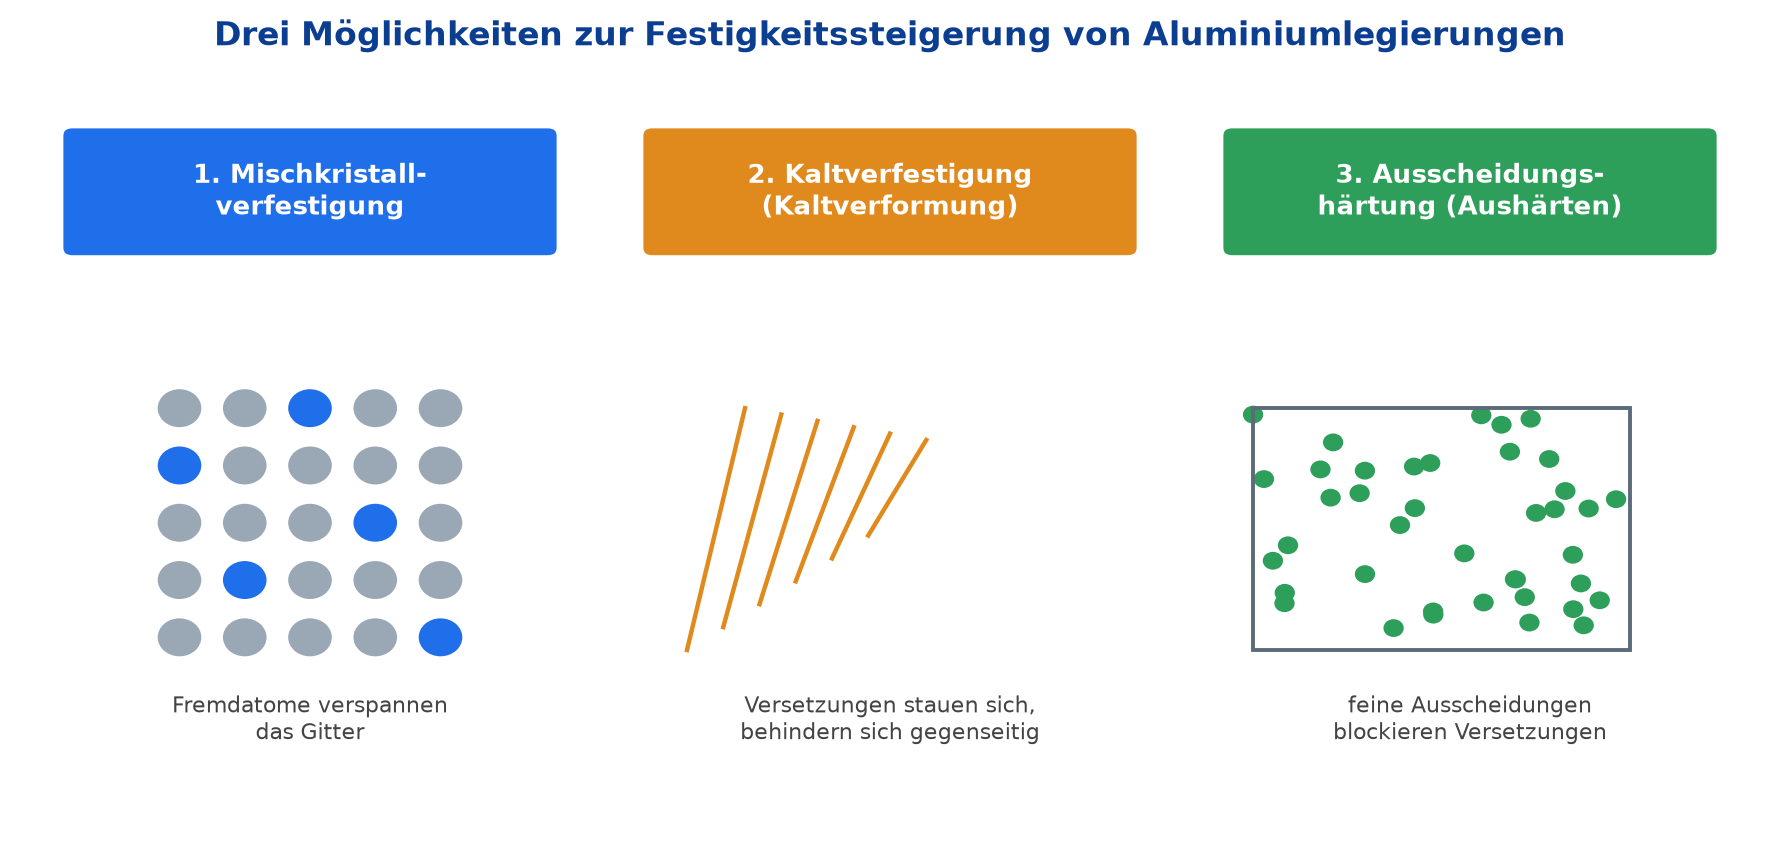 Drei Möglichkeiten zur Festigkeitssteigerung von Aluminiumlegierungen
1. Mischkristall-
verfestigung
2. Kaltverfestigung
(Kaltverformung)
3. Ausscheidungs-
härtung (Aushärten)
Fremdatome verspannen
das Gitter
Versetzungen stauen sich,
behindern sich gegenseitig
feine Ausscheidungen
blockieren Versetzungen